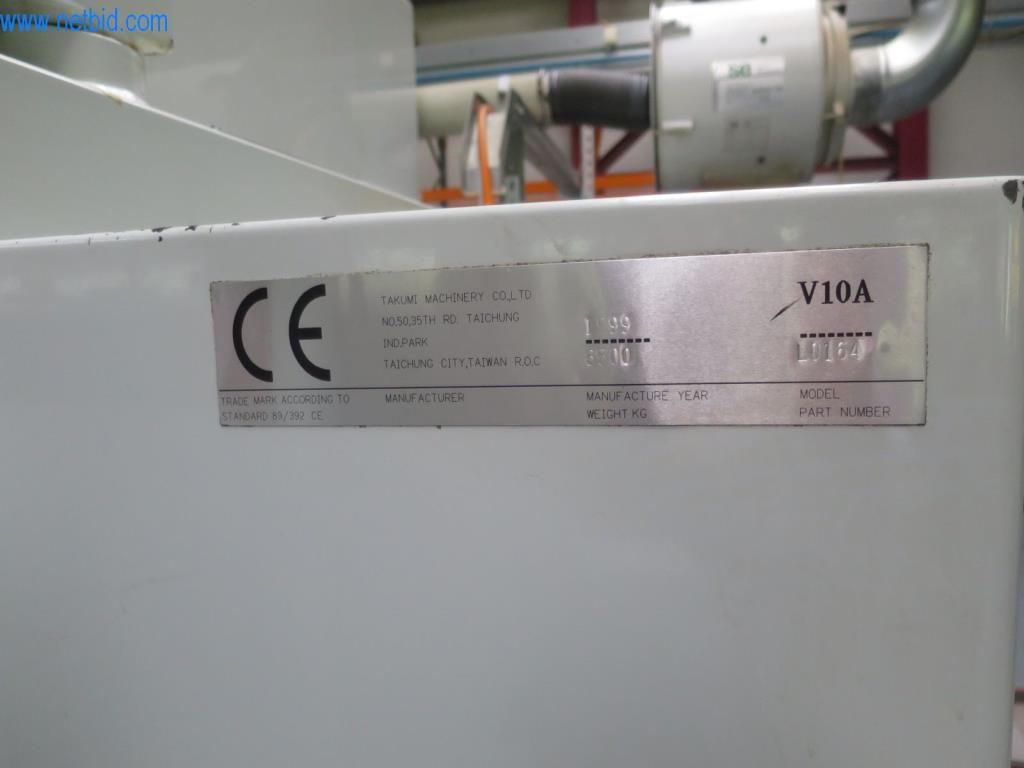 www.netbid.com
CE
TAKUMI MACHINERY CO.,LTD
NO,50,35TH RD. TAICHUNG
IND,PARK
TAICHUNG CITY,TAIWAN R.O.C
1999
V10A
L0164
TRADE MARK ACCORDING TO
STANDARD 89/392 CE
MANUFACTURER
MANUFACTURE YEAR
WEIGHT KG
MODEL
PART NUMBER